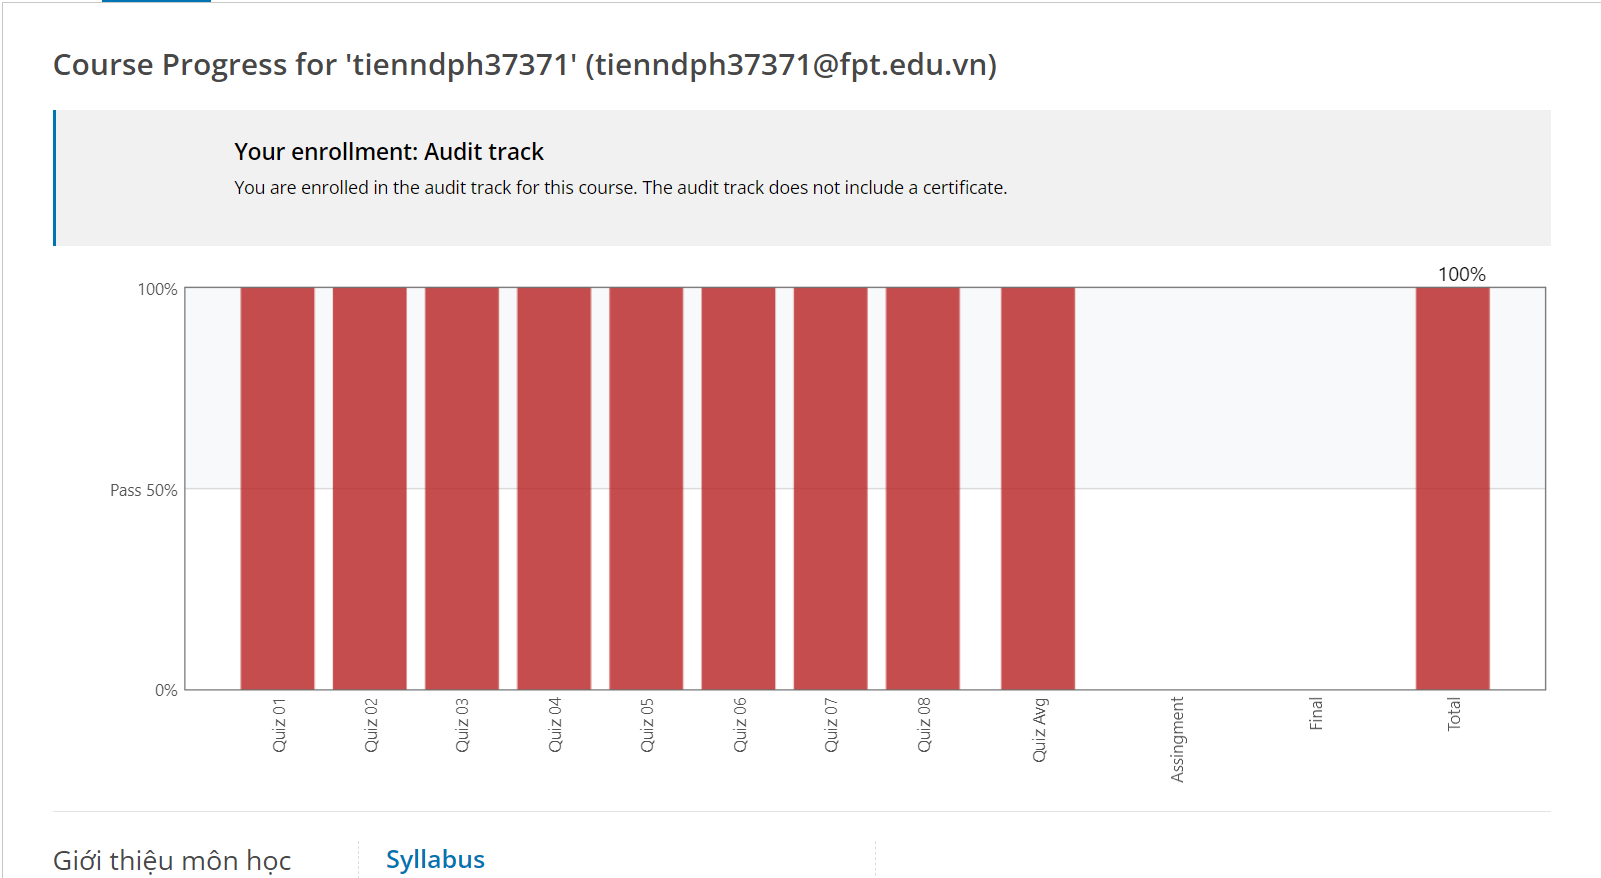 Course Progress for 'tienndph37371' (tienndph37371@fpt.edu.vn)
Your enrollment: Audit track
You are enrolled in the audit track for this course. The audit track does not include a certificate.
100%
100%
Pass 50%
0%
Quiz 01
Quiz 02
Quiz 03
Quiz 04
Quiz 05
Quiz 06
Quiz 07
Quiz 08
Quiz Avg
Assingment
Final
Total
Giới thiệu môn học
Syllabus